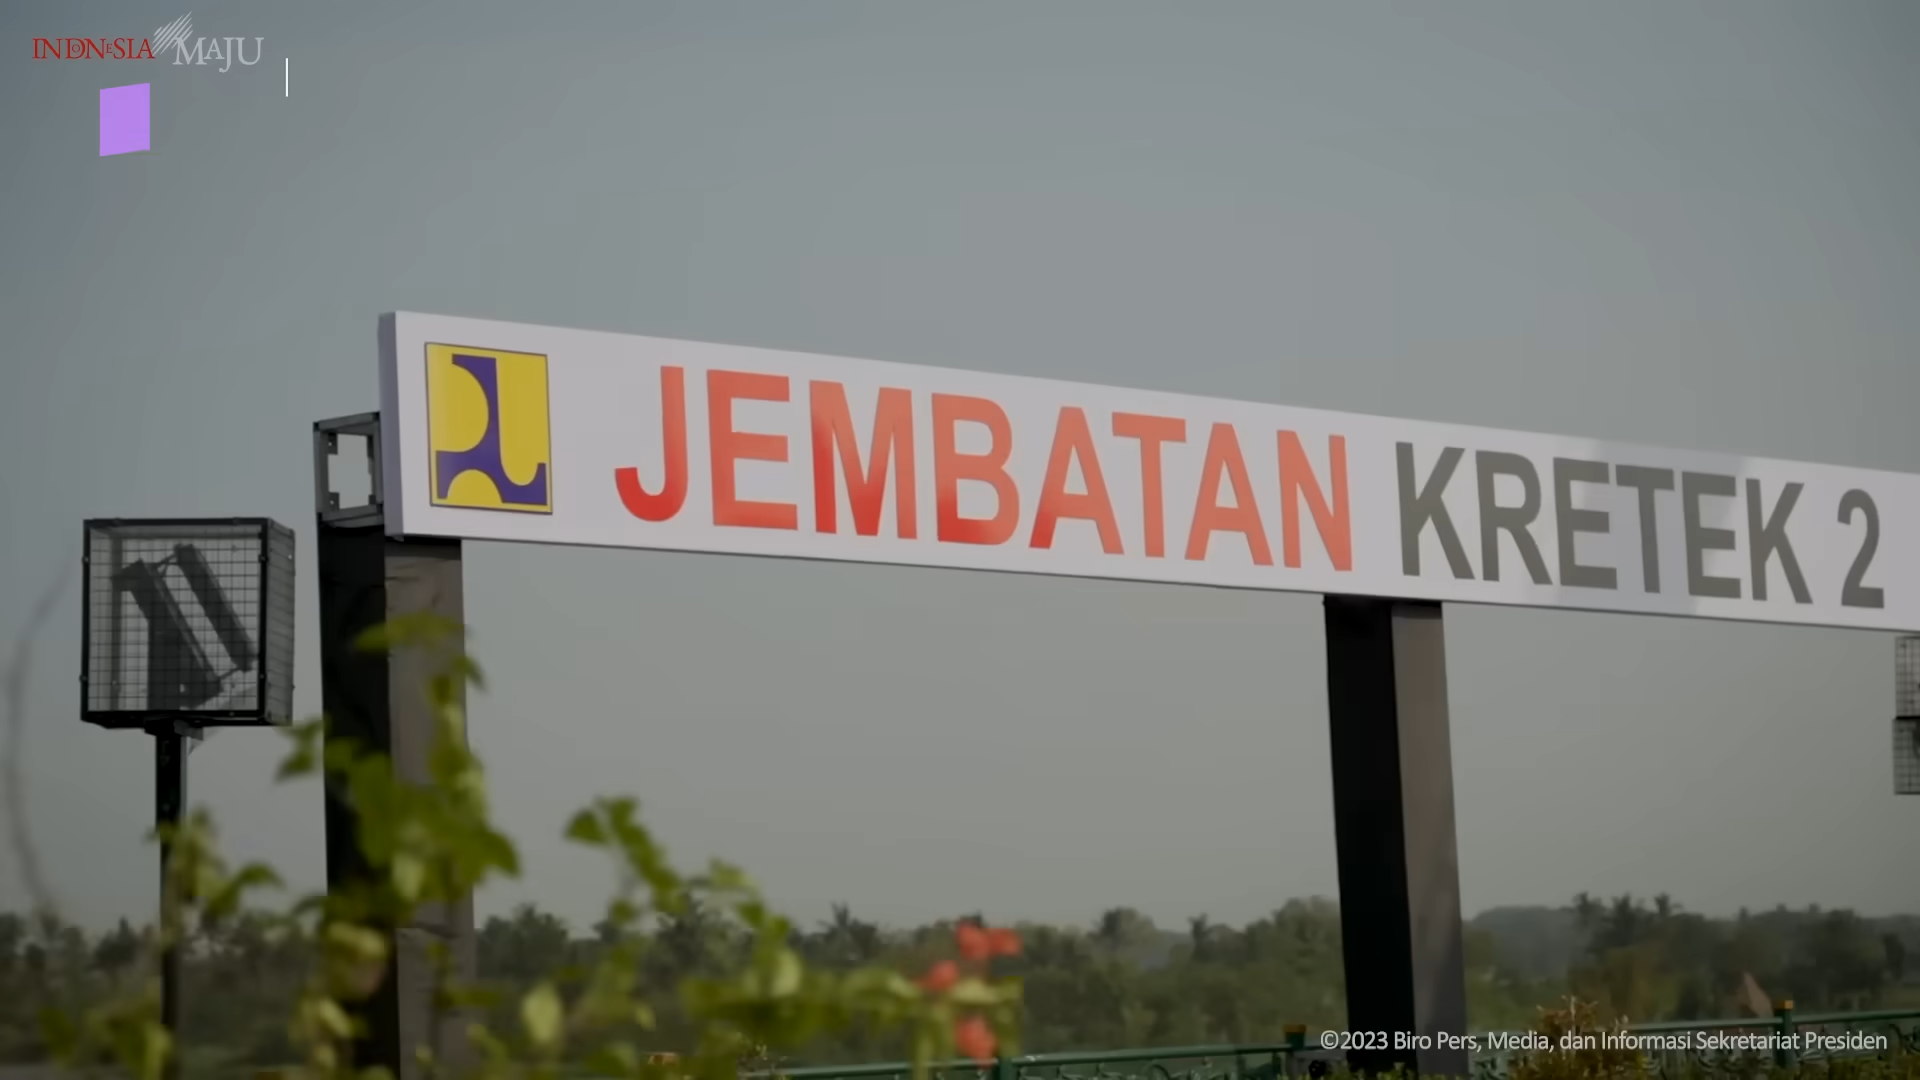 INDONESIA MAJU
JEMBATAN KRETEK 2
©2023 Biro Pers, Media, dan Informasi Sekretariat Presiden